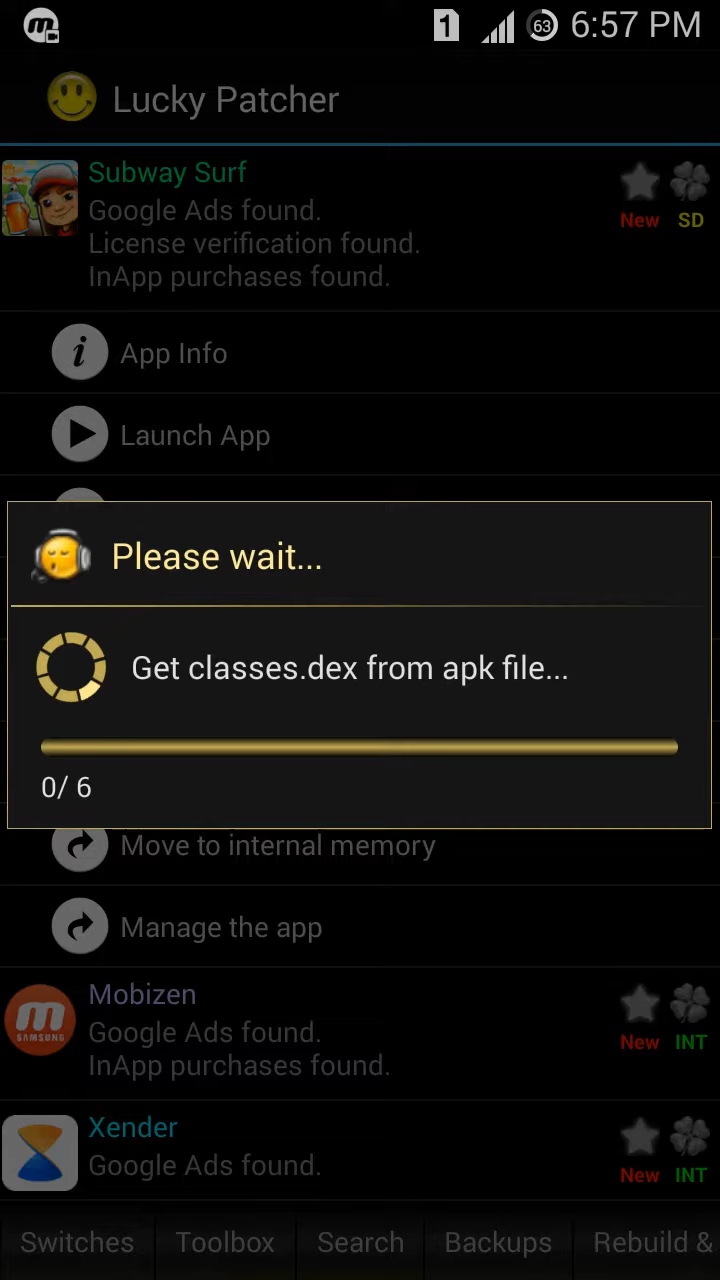 1 63 6:57 PM
Lucky Patcher
Subway Surf
Google Ads found.
License verification found.
InApp purchases found.
New SD
App Info
Launch App
Please wait...
Get classes.dex from apk file...
0/ 6
Move to internal memory
Manage the app
Mobizen
Google Ads found.
InApp purchases found.
New INT
m
SAMSUNG
Xender
Google Ads found.
New INT
Switches Toolbox Search Backups Rebuild &